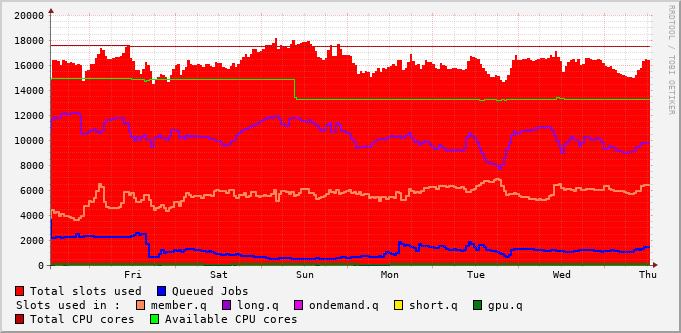 20000
18000
16000
14000
12000
10000
8000
6000
4000
2000
0
Fri Sat Sun Mon Tue Wed Thu
RRDTOOL / TOBI OETIKER
Total slots used Queued Jobs
Slots used in : member.q long.q ondemand.q short.q gpu.q
Total CPU cores Available CPU cores